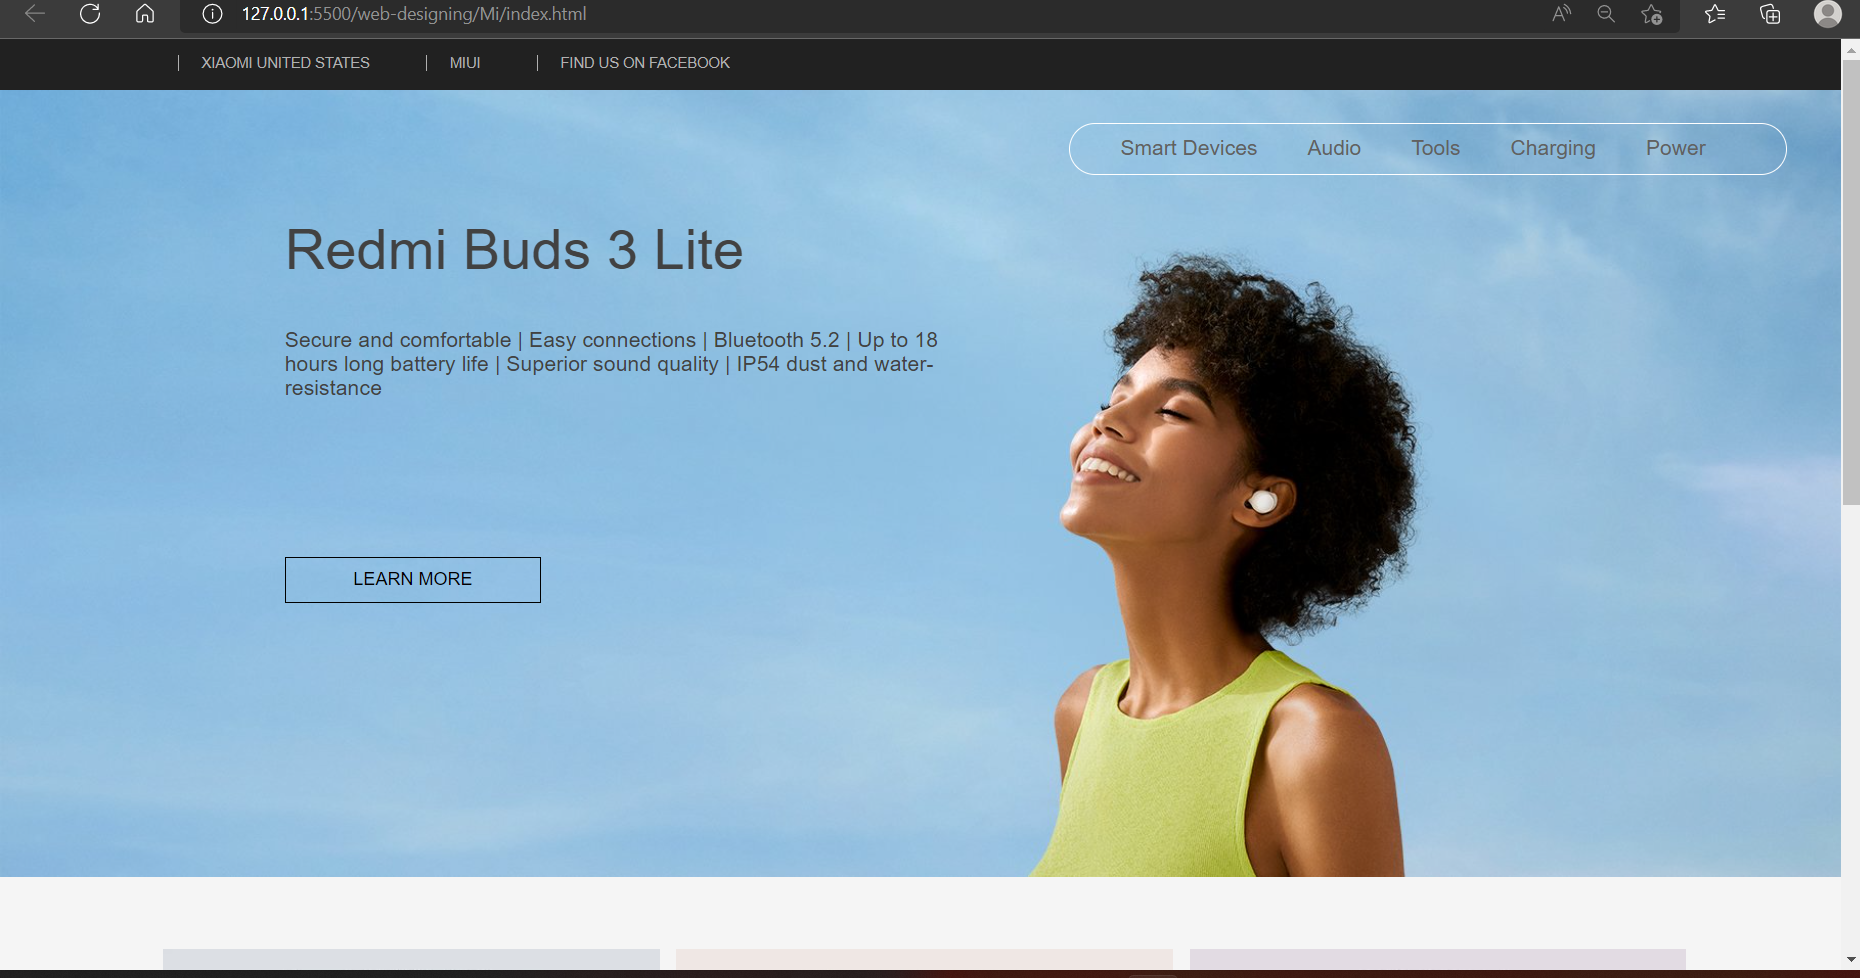 127.0.0.1:5500/web-designing/Mi/index.html
XIAOMI UNITED STATES
MIUI
FIND US ON FACEBOOK
Smart Devices
Audio
Tools
Charging
Power
Redmi Buds 3 Lite
Secure and comfortable | Easy connections | Bluetooth 5.2 | Up to 18
hours long battery life | Superior sound quality | IP54 dust and water-
resistance
LEARN MORE